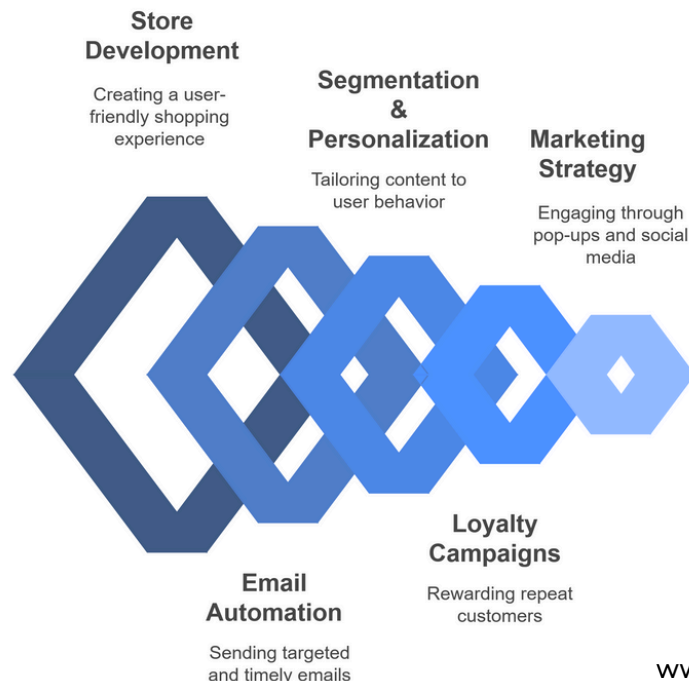 Store
Development
Creating a user-
friendly shopping
experience
Segmentation
&
Personalization
Tailoring content to
user behavior
Marketing
Strategy
Engaging through
pop-ups and social
media
Email
Automation
Sending targeted
and timely emails
Loyalty
Campaigns
Rewarding repeat
customers